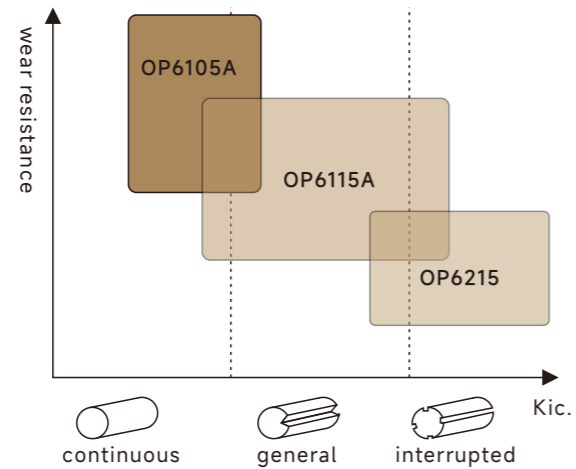 wear resistance
OP6105A
OP6115A
OP6215
Kic.
continuous
general
interrupted